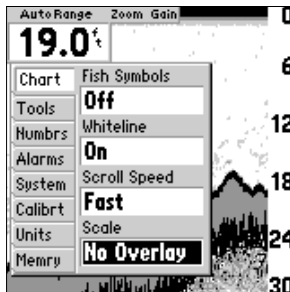 AutoRange Zoom Gain
19.0ft
Chart
Tools
Numbrs
Alarms
System
Calibrt
Units
Memry
Fish Symbols
Off
Whiteline
On
Scroll Speed
Fast
Scale
No Overlay
0
6
12
18
24
30